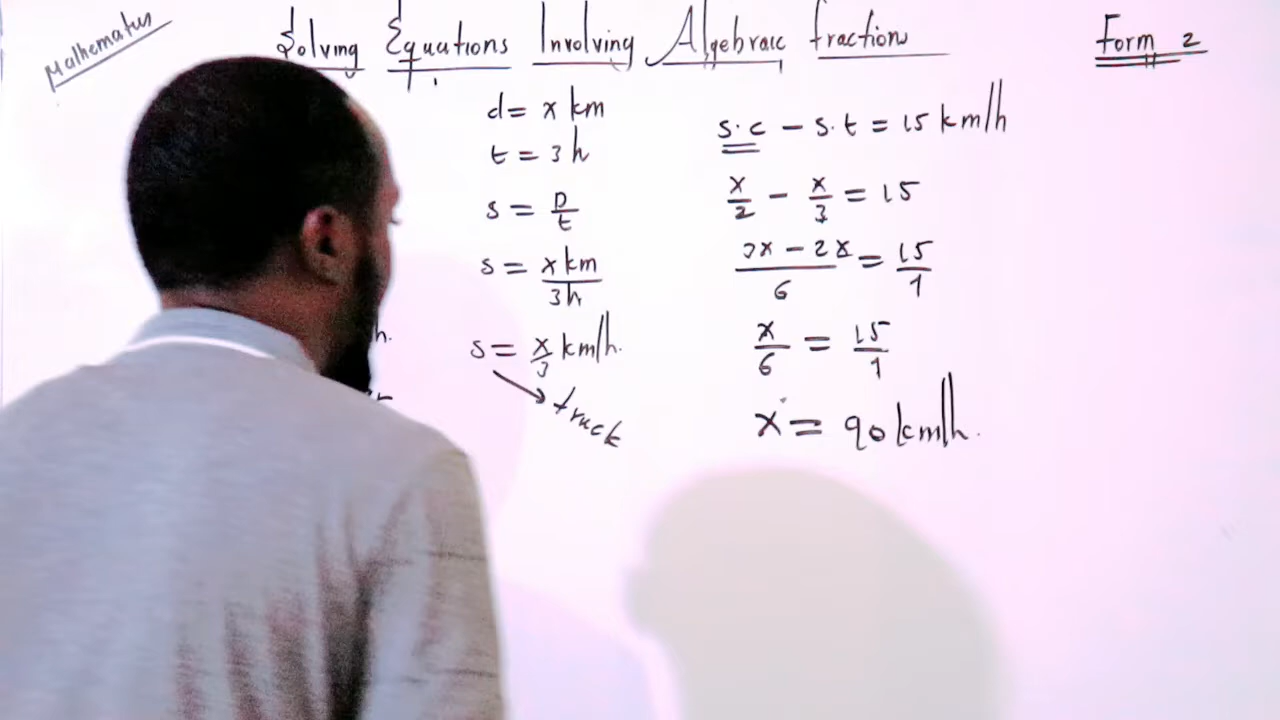 Mathematics
Solving Equations Involving Algebraic fractions
Form 2
d= x km
t = 3 h
s = D/t
s = x km/3h
s = x/3 km/h.
truck
h.
s.c - s.t = 15 km/h
x/2 - x/3 = 15
3x - 2x/6 = 15/1
x/6 = 15/1
x = 90 km/h.